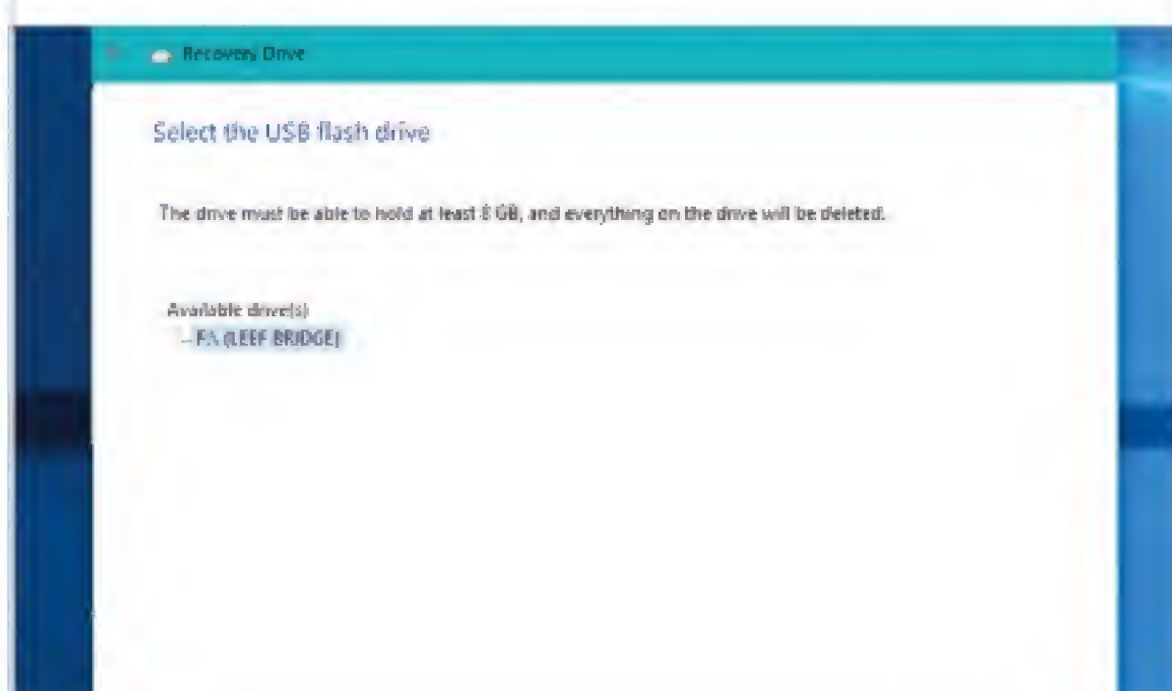 Recovery Drive
Select the USB flash drive
The drive must be able to hold at least 8 GB, and everything on the drive will be deleted.
Available drive(s)
(LEEF BRIDGE)